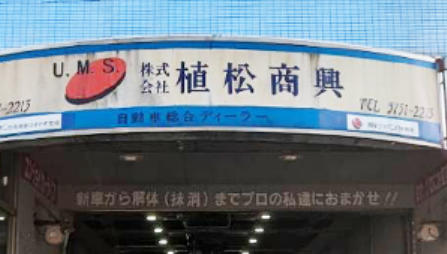 U.M.S. 株式会社 植松商興 TEL 3751-2213
-2213
自動車総合ディーラー
新車から解体(抹消)までプロの私達におまかせ!!